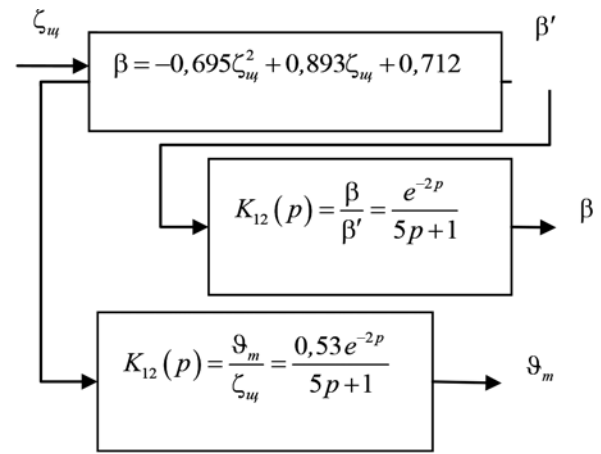 ζщ β′
β = −0,695ζщ² + 0,893ζщ + 0,712
K₁₂(p) = β/β′ = e⁻²ᵖ/(5p+1) β
K₁₂(p) = ϑₘ/ζщ = 0,53e⁻²ᵖ/(5p+1) ϑₘ